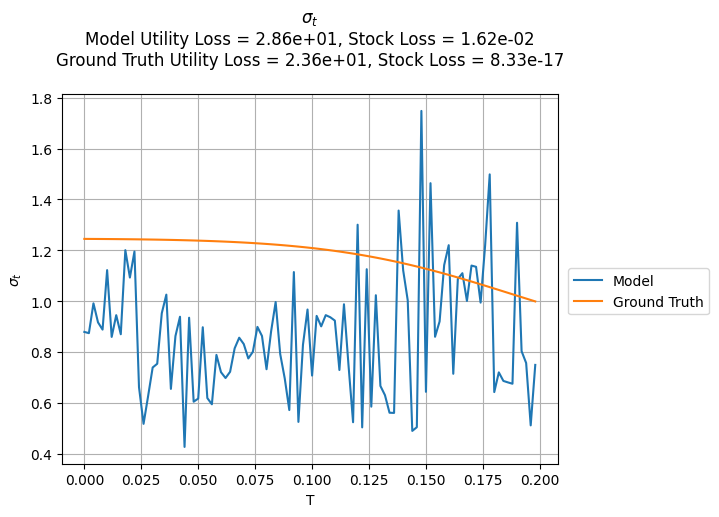 σt
Model Utility Loss = 2.86e+01, Stock Loss = 1.62e-02
Ground Truth Utility Loss = 2.36e+01, Stock Loss = 8.33e-17
1.8
1.6
1.4
1.2
1.0
0.8
0.6
0.4
σt
0.000 0.025 0.050 0.075 0.100 0.125 0.150 0.175 0.200
T
Model
Ground Truth